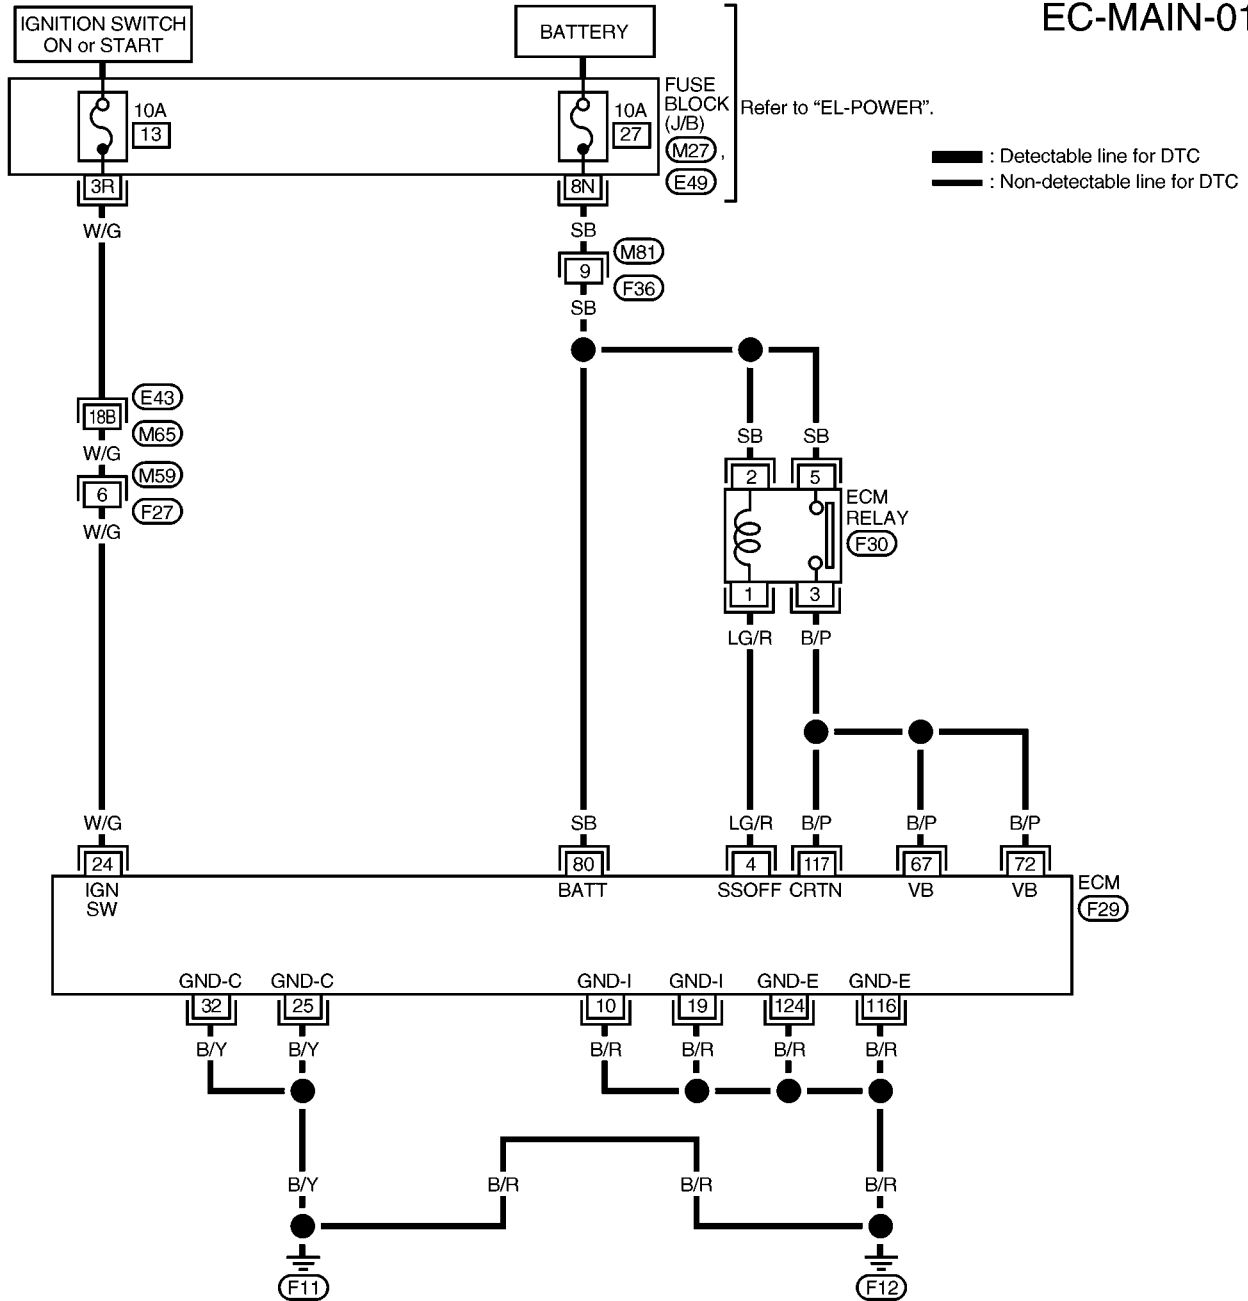 EC-MAIN-01
IGNITION SWITCH
ON or START
BATTERY
10A
13
10A
27
FUSE
BLOCK
(J/B)
M27 ,
E49
Refer to “EL-POWER”.
: Detectable line for DTC
: Non-detectable line for DTC
3R
8N
W/G
SB
9
M81
F36
SB
18B
E43
M65
W/G
6
M59
F27
W/G
SB
SB
2
5
ECM
RELAY
F30
1
3
LG/R
B/P
W/G
SB
LG/R
B/P
B/P
B/P
24
80
4
117
67
72
IGN
SW
BATT
SSOFF
CRTN
VB
VB
ECM
F29
GND-C
GND-C
GND-I
GND-I
GND-E
GND-E
32
25
10
19
124
116
B/Y
B/Y
B/R
B/R
B/R
B/R
B/Y
B/R
B/R
B/R
F11
F12